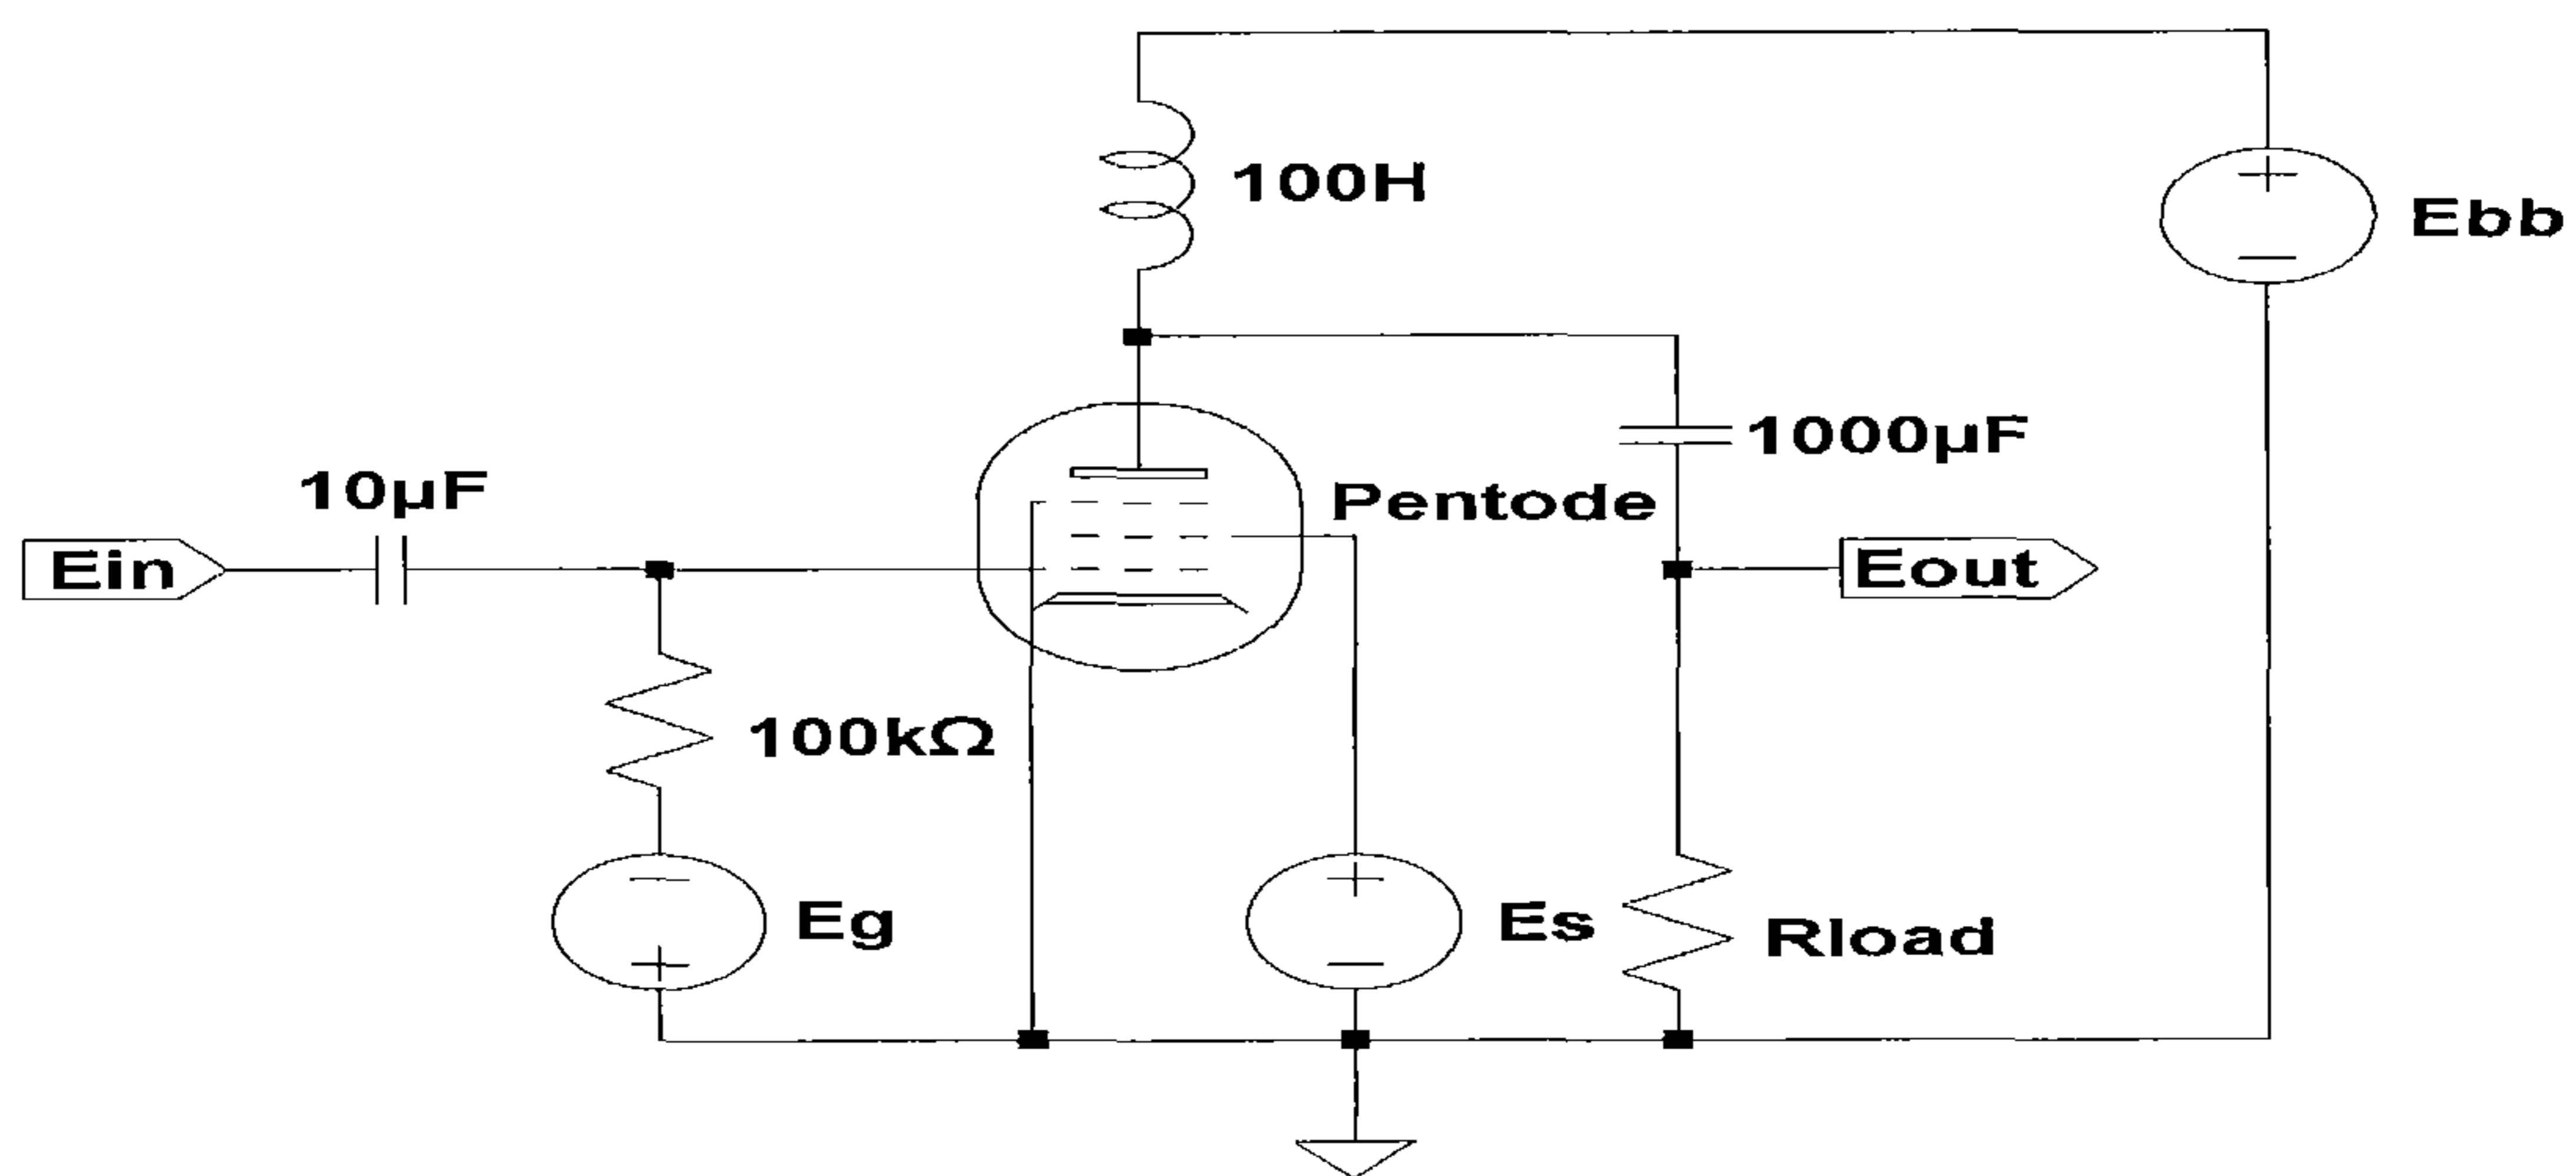 100H
Ebb
1000µF
10µF
Pentode
Ein
Eout
100kΩ
Eg
Es
Rload